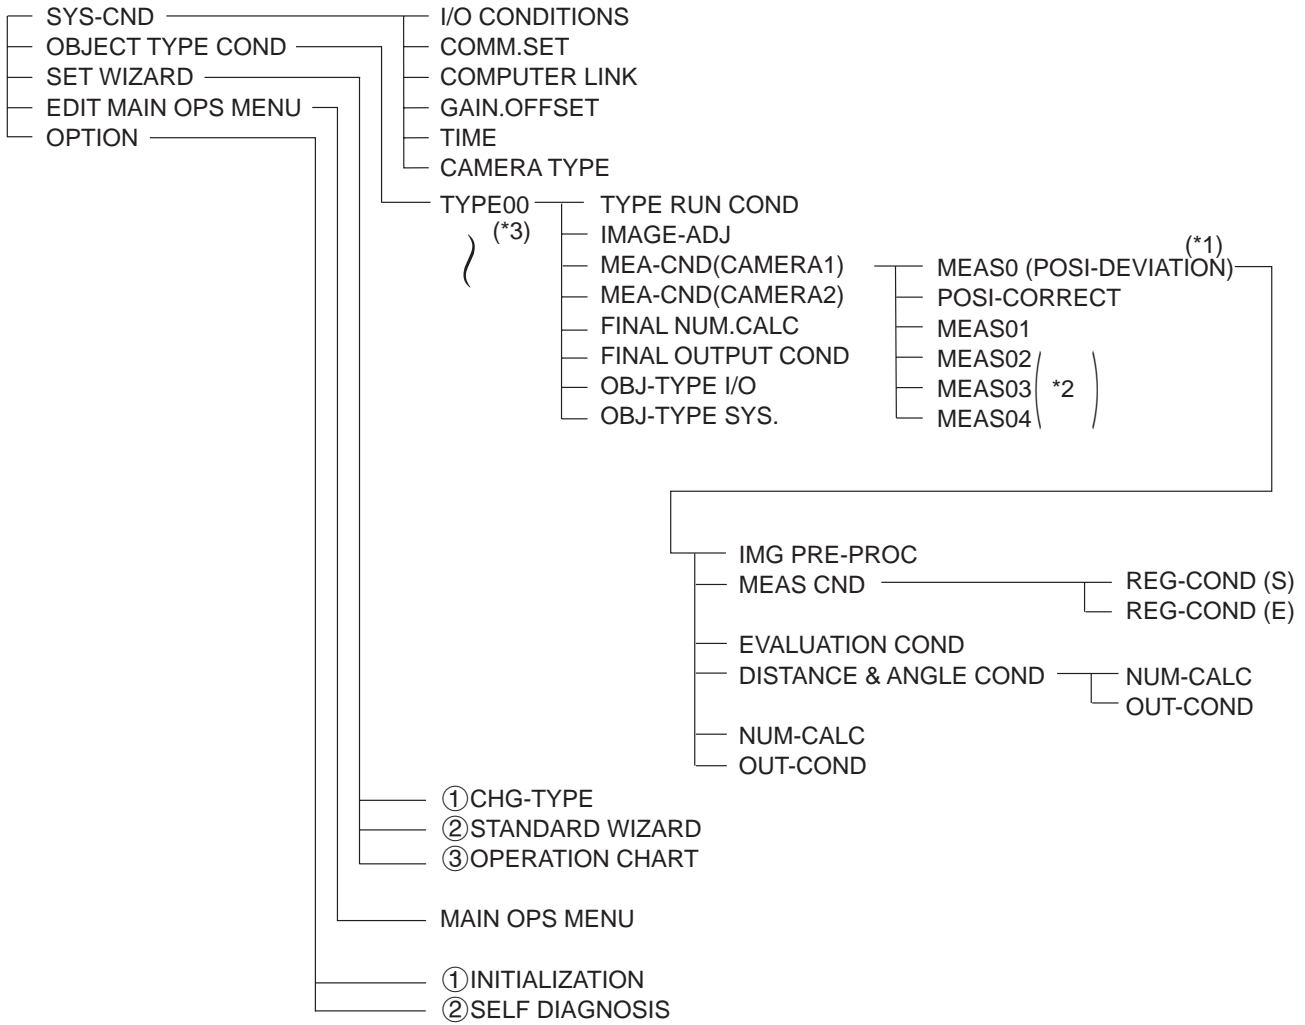 SYS-CND
OBJECT TYPE COND
SET WIZARD
EDIT MAIN OPS MENU
OPTION
I/O CONDITIONS
COMM.SET
COMPUTER LINK
GAIN.OFFSET
TIME
CAMERA TYPE
TYPE00
(*3)
TYPE RUN COND
IMAGE-ADJ
MEA-CND(CAMERA1)
MEA-CND(CAMERA2)
FINAL NUM.CALC
FINAL OUTPUT COND
OBJ-TYPE I/O
OBJ-TYPE SYS.
(*1)
MEAS0 (POSI-DEVIATION)
POSI-CORRECT
MEAS01
MEAS02
MEAS03
MEAS04
*2
IMG PRE-PROC
MEAS CND
EVALUATION COND
DISTANCE & ANGLE COND
NUM-CALC
OUT-COND
REG-COND (S)
REG-COND (E)
NUM-CALC
OUT-COND
①CHG-TYPE
②STANDARD WIZARD
③OPERATION CHART
MAIN OPS MENU
①INITIALIZATION
②SELF DIAGNOSIS